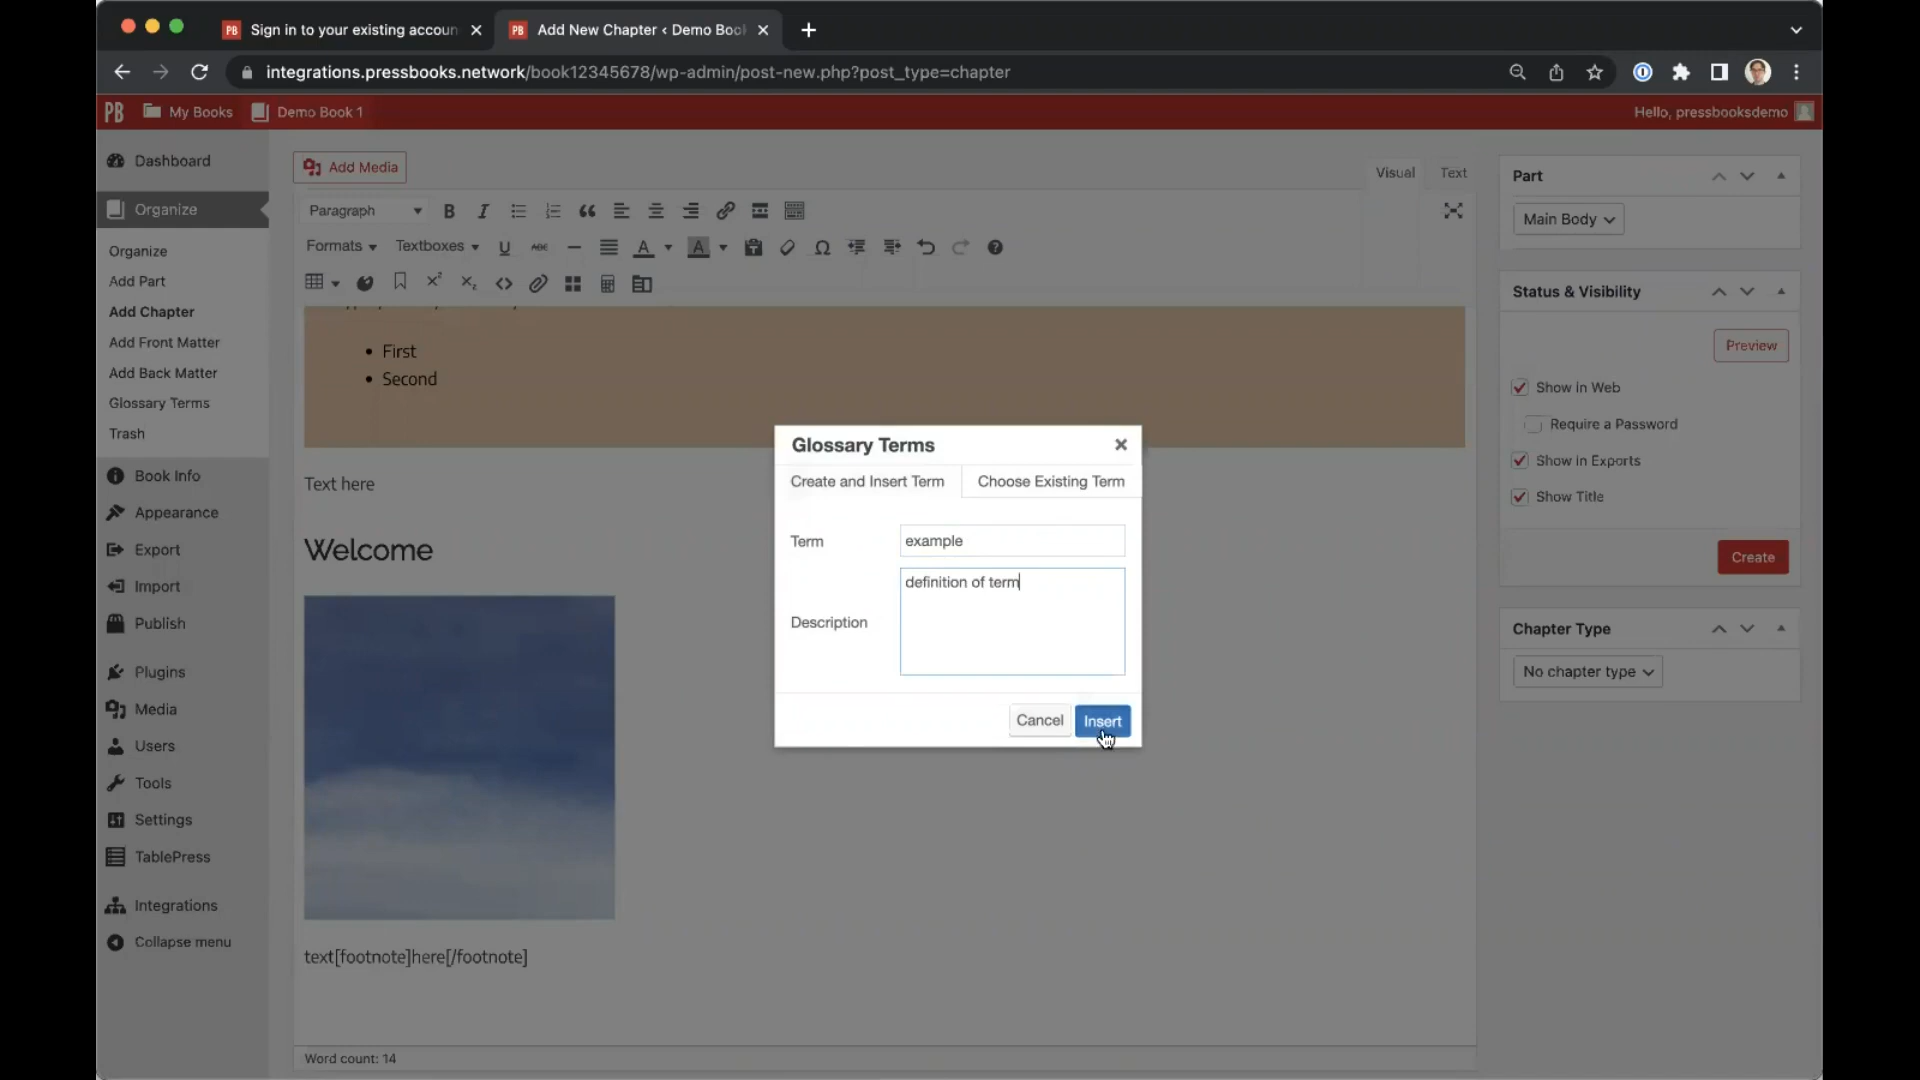 PB Sign in to your existing accoun
PB Add New Chapter ‹ Demo Boo
integrations.pressbooks.network/book12345678/wp-admin/post-new.php?post_type=chapter
PB My Books Demo Book 1
Hello, pressbooksdemo
Dashboard
Organize
Organize
Add Part
Add Chapter
Add Front Matter
Add Back Matter
Glossary Terms
Trash
Book Info
Appearance
Export
Import
Publish
Plugins
Media
Users
Tools
Settings
TablePress
Integrations
Collapse menu
Add Media
Visual Text
Paragraph
Formats Textboxes
First
Second
Text here
Welcome
text[footnote]here[/footnote]
Word count: 14
Glossary Terms
Create and Insert Term Choose Existing Term
Term example
Description definition of term
Cancel Insert
Part
Main Body
Status & Visibility
Preview
Show in Web
Require a Password
Show in Exports
Show Title
Create
Chapter Type
No chapter type